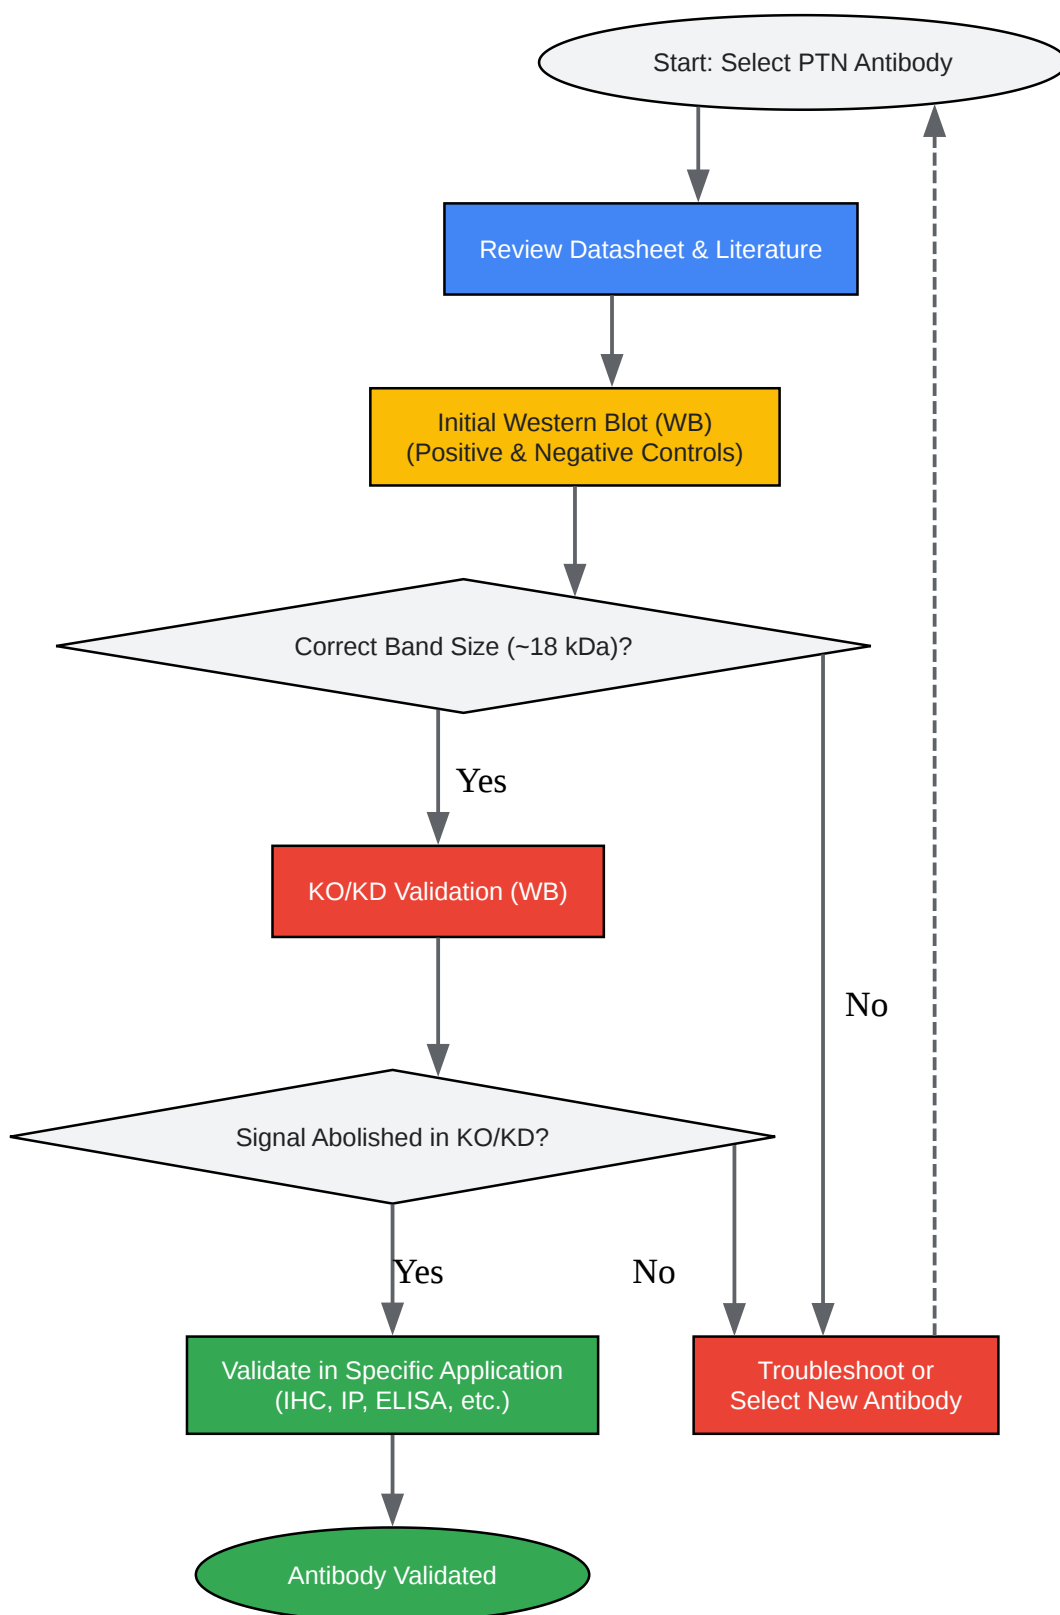 Start: Select PTN Antibody
Review Datasheet & Literature
Initial Western Blot (WB)
(Positive & Negative Controls)
Correct Band Size (~18 kDa)?
Yes
KO/KD Validation (WB)
No
Signal Abolished in KO/KD?
Yes
No
Validate in Specific Application
(IHC, IP, ELISA, etc.)
Troubleshoot or
Select New Antibody
Antibody Validated